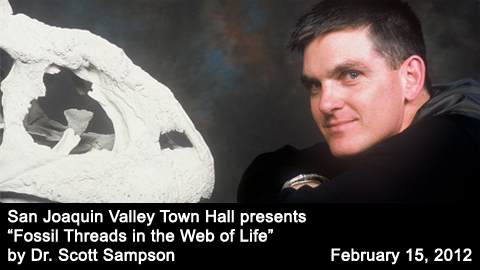 San Joaquin Valley Town Hall presents
“Fossil Threads in the Web of Life”
by Dr. Scott Sampson February 15, 2012